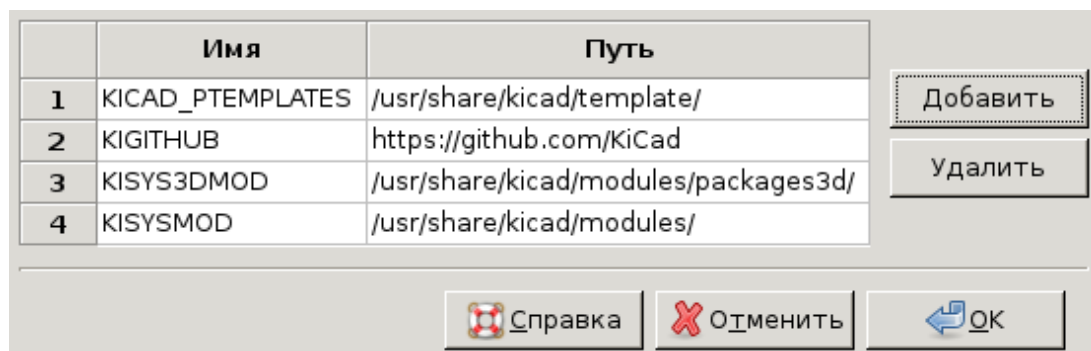 Имя Путь
1 KICAD_PTEMPLATES /usr/share/kicad/template/
2 KIGITHUB https://github.com/KiCad
3 KISYS3DMOD /usr/share/kicad/modules/packages3d/
4 KISYSMOD /usr/share/kicad/modules/
Добавить
Удалить
Справка Отменить OK